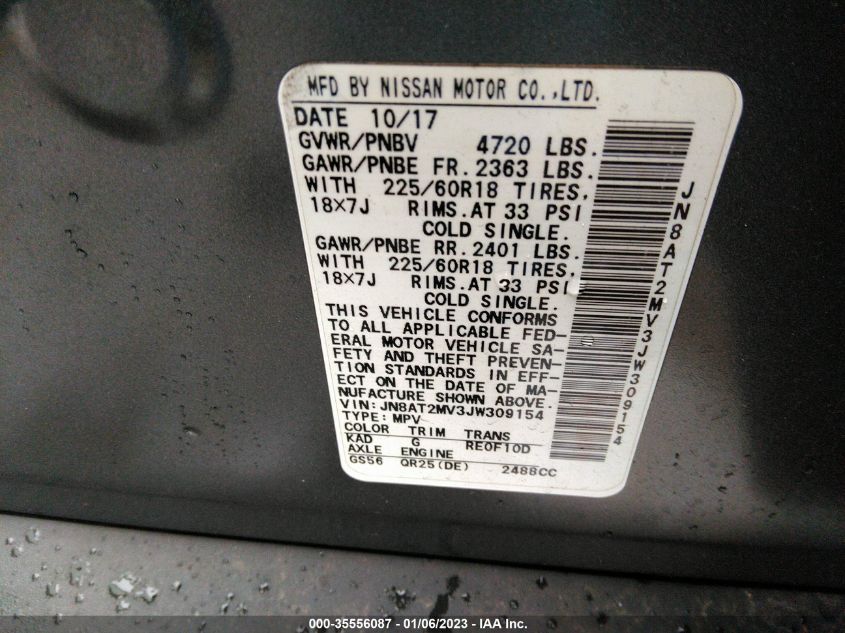 MFD BY NISSAN MOTOR CO.,LTD.
DATE 10/17
GVWR/PNBV 4720 LBS.
GAWR/PNBE FR. 2363 LBS.
WITH 225/60R18 TIRES,
18×7J RIMS. AT 33 PSI
COLD SINGLE.
GAWR/PNBE RR. 2401 LBS.
WITH 225/60R18 TIRES,
18×7J RIMS. AT 33 PSI
COLD SINGLE.
THIS VEHICLE CONFORMS
TO ALL APPLICABLE FED-
ERAL MOTOR VEHICLE SA-
FETY AND THEFT PREVEN-
TION STANDARDS IN EFF-
ECT ON THE DATE OF MA-
NUFACTURE SHOWN ABOVE.
VIN: JN8AT2MV3JW309154
TYPE: MPV
COLOR TRIM TRANS
KAD G RE0F10D
AXLE ENGINE
GS56 QR25(DE) 2488CC
JN8AT2MV3JW309154
000-35556087 - 01/06/2023 - IAA Inc.